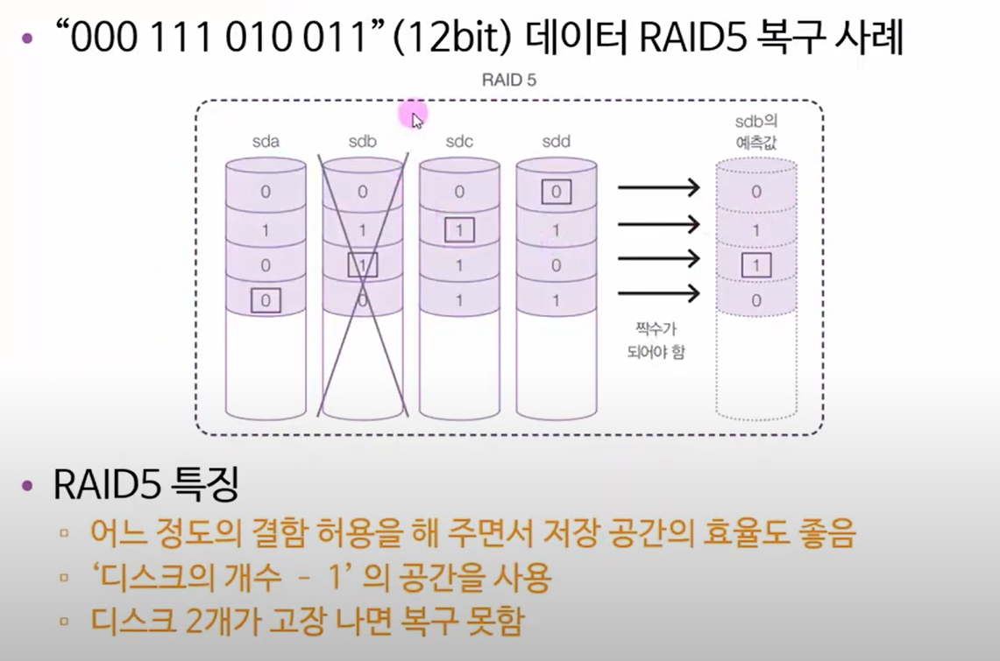 • “000 111 010 011”(12bit) 데이터 RAID5 복구 사례
RAID 5
sda sdb sdc sdd sdb의
예측값
0 0 0 0 0
1 1 1 1 1
0 1 1 0 1
0 0 1 1 0
짝수가
되어야 함
• RAID5 특징
▫ 어느 정도의 결함 허용을 해 주면서 저장 공간의 효율도 좋음
▫ ‘디스크의 개수 – 1’ 의 공간을 사용
▫ 디스크 2개가 고장 나면 복구 못함